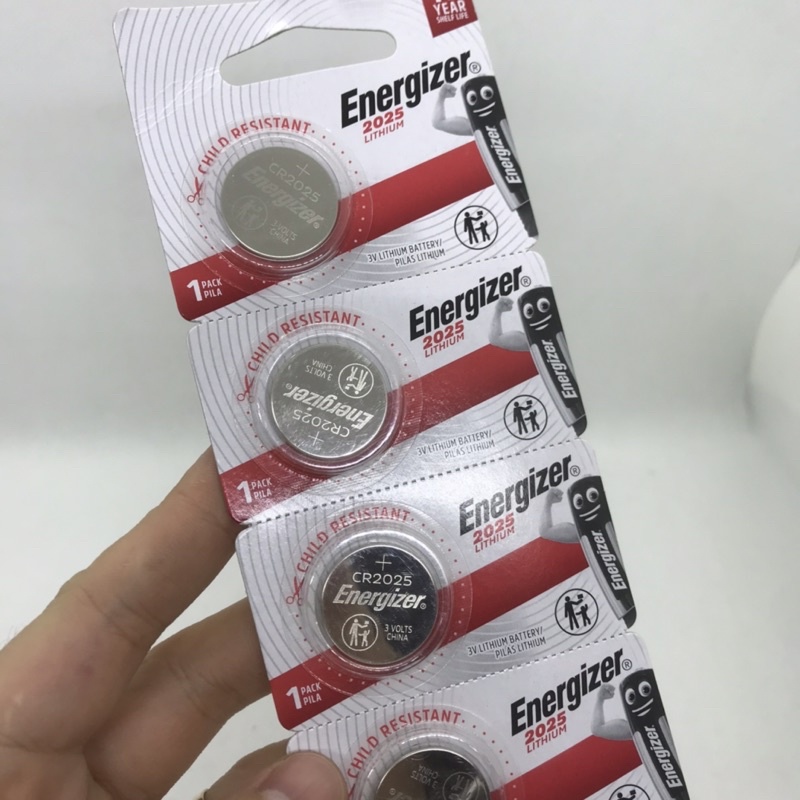 YEAR
SHELF LIFE
Energizer®
2025
LITHIUM
CHILD RESISTANT
+
CR2025
Energizer®
3 VOLTS
CHINA
Energizer
3V LITHIUM BATTERY/
PILAS LITHIUM
1 PACK
PILA
Energizer®
2025
LITHIUM
CHILD RESISTANT
+
CR2025
Energizer®
3 VOLTS
CHINA
Energizer
3V LITHIUM BATTERY/
PILAS LITHIUM
1 PACK
PILA
Energizer®
2025
LITHIUM
CHILD RESISTANT
+
CR2025
Energizer®
3 VOLTS
CHINA
Energizer
3V LITHIUM BATTERY/
PILAS LITHIUM
1 PACK
PILA
Energizer®
2025
LITHIUM
CHILD RESISTANT
CHINA
3 VOLTS
Energizer